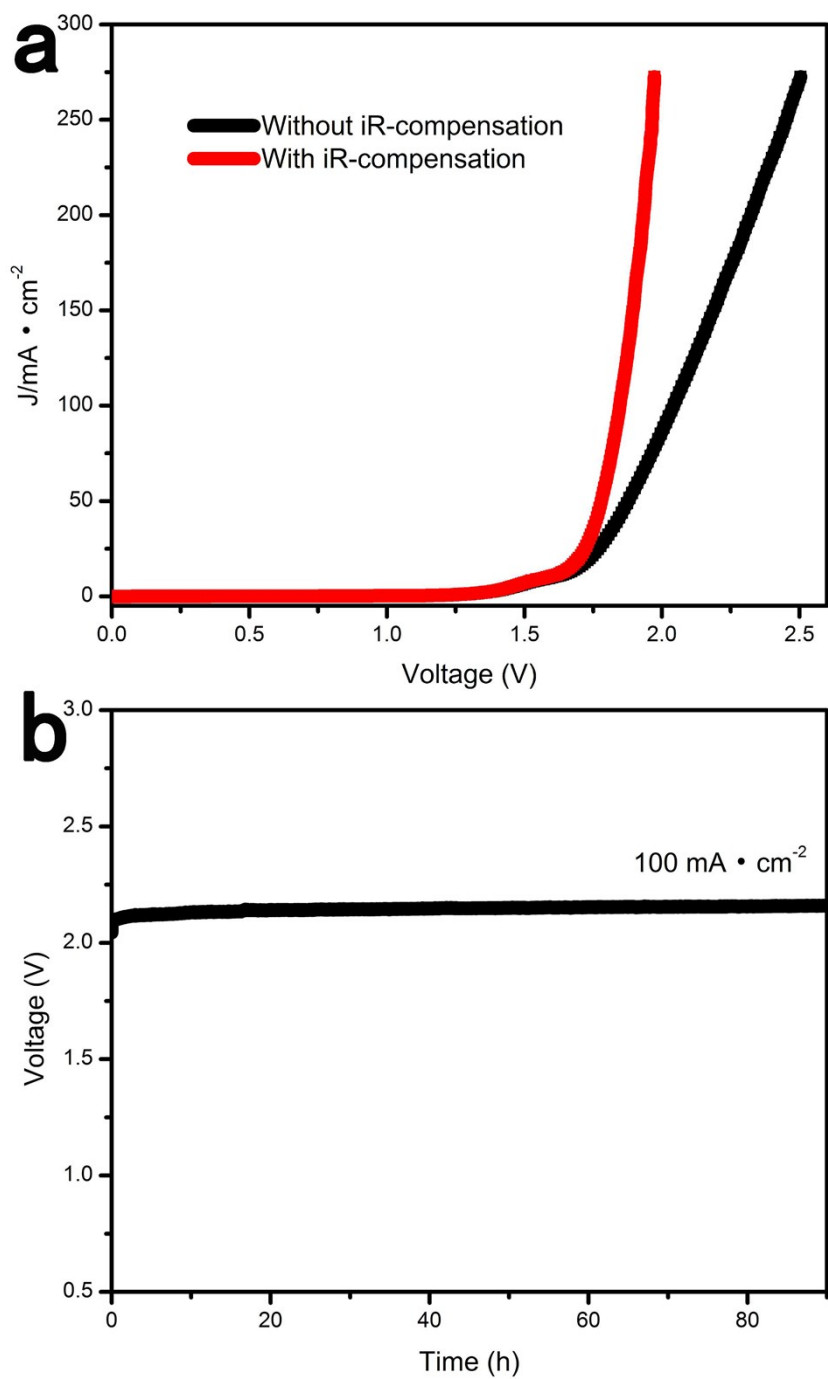 a
300
250
200
150
100
50
0
J/mA • cm-2
Without iR-compensation
With iR-compensation
0.0 0.5 1.0 1.5 2.0 2.5
Voltage (V)
b
3.0
2.5
2.0
1.5
1.0
0.5
Voltage (V)
100 mA • cm-2
0 20 40 60 80
Time (h)